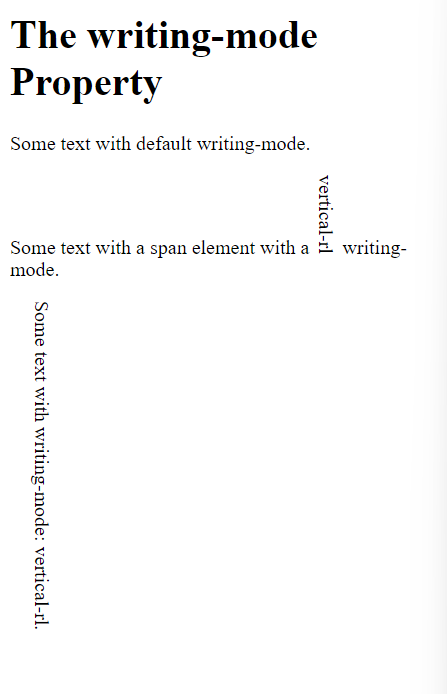 The writing-mode
Property
Some text with default writing-mode.
Some text with a span element with a vertical-rl writing-
mode.
Some text with writing-mode: vertical-rl.